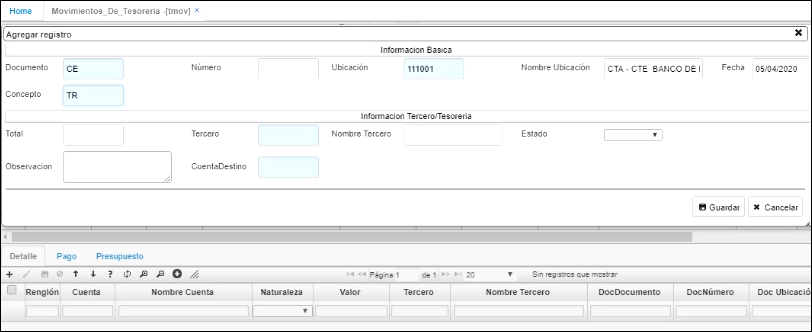 Home Movimientos_De_Tesoreria -[tmov] ×
Agregar registro ✖
Informacion Basica
Documento CE Número Ubicación 111001 Nombre Ubicación CTA - CTE BANCO DE Fecha 05/04/2020
Concepto TR
Informacion Tercero/Tesoreria
Total Tercero Nombre Tercero Estado
Observacion CuentaDestino
Guardar ✖ Cancelar
Detalle Pago Presupuesto
Página 1 de 1 20 Sin registros que mostrar
Renglón Cuenta Nombre Cuenta Naturaleza Valor Tercero Nombre Tercero DocDocumento DocNúmero Doc Ubicació